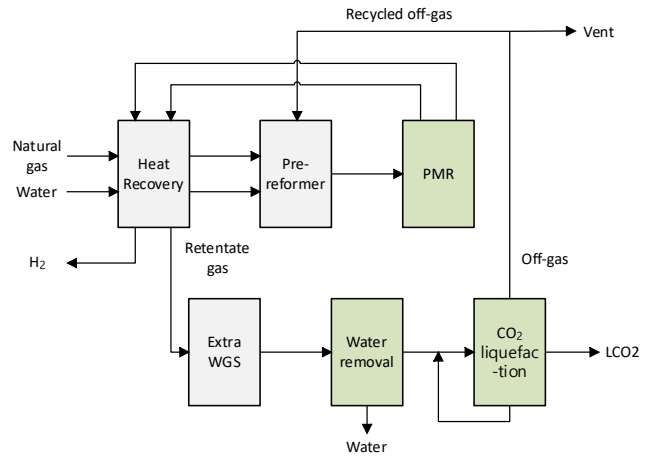 Recycled off-gas
Vent
Natural
gas
Water
Heat
Recovery
Pre-
reformer
PMR
H₂
Retentate
gas
Off-gas
Extra
WGS
Water
removal
CO₂
liquefac
-tion
LCO2
Water